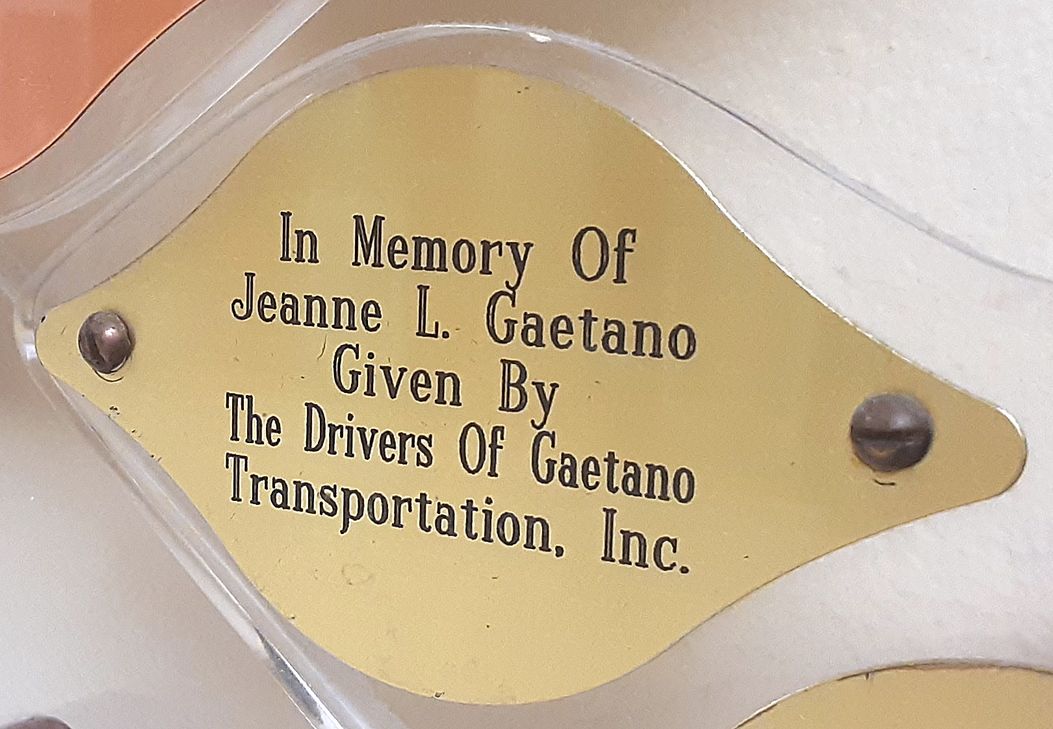 In Memory Of
Jeanne L. Gaetano
Given By
The Drivers Of Gaetano
Transportation, Inc.